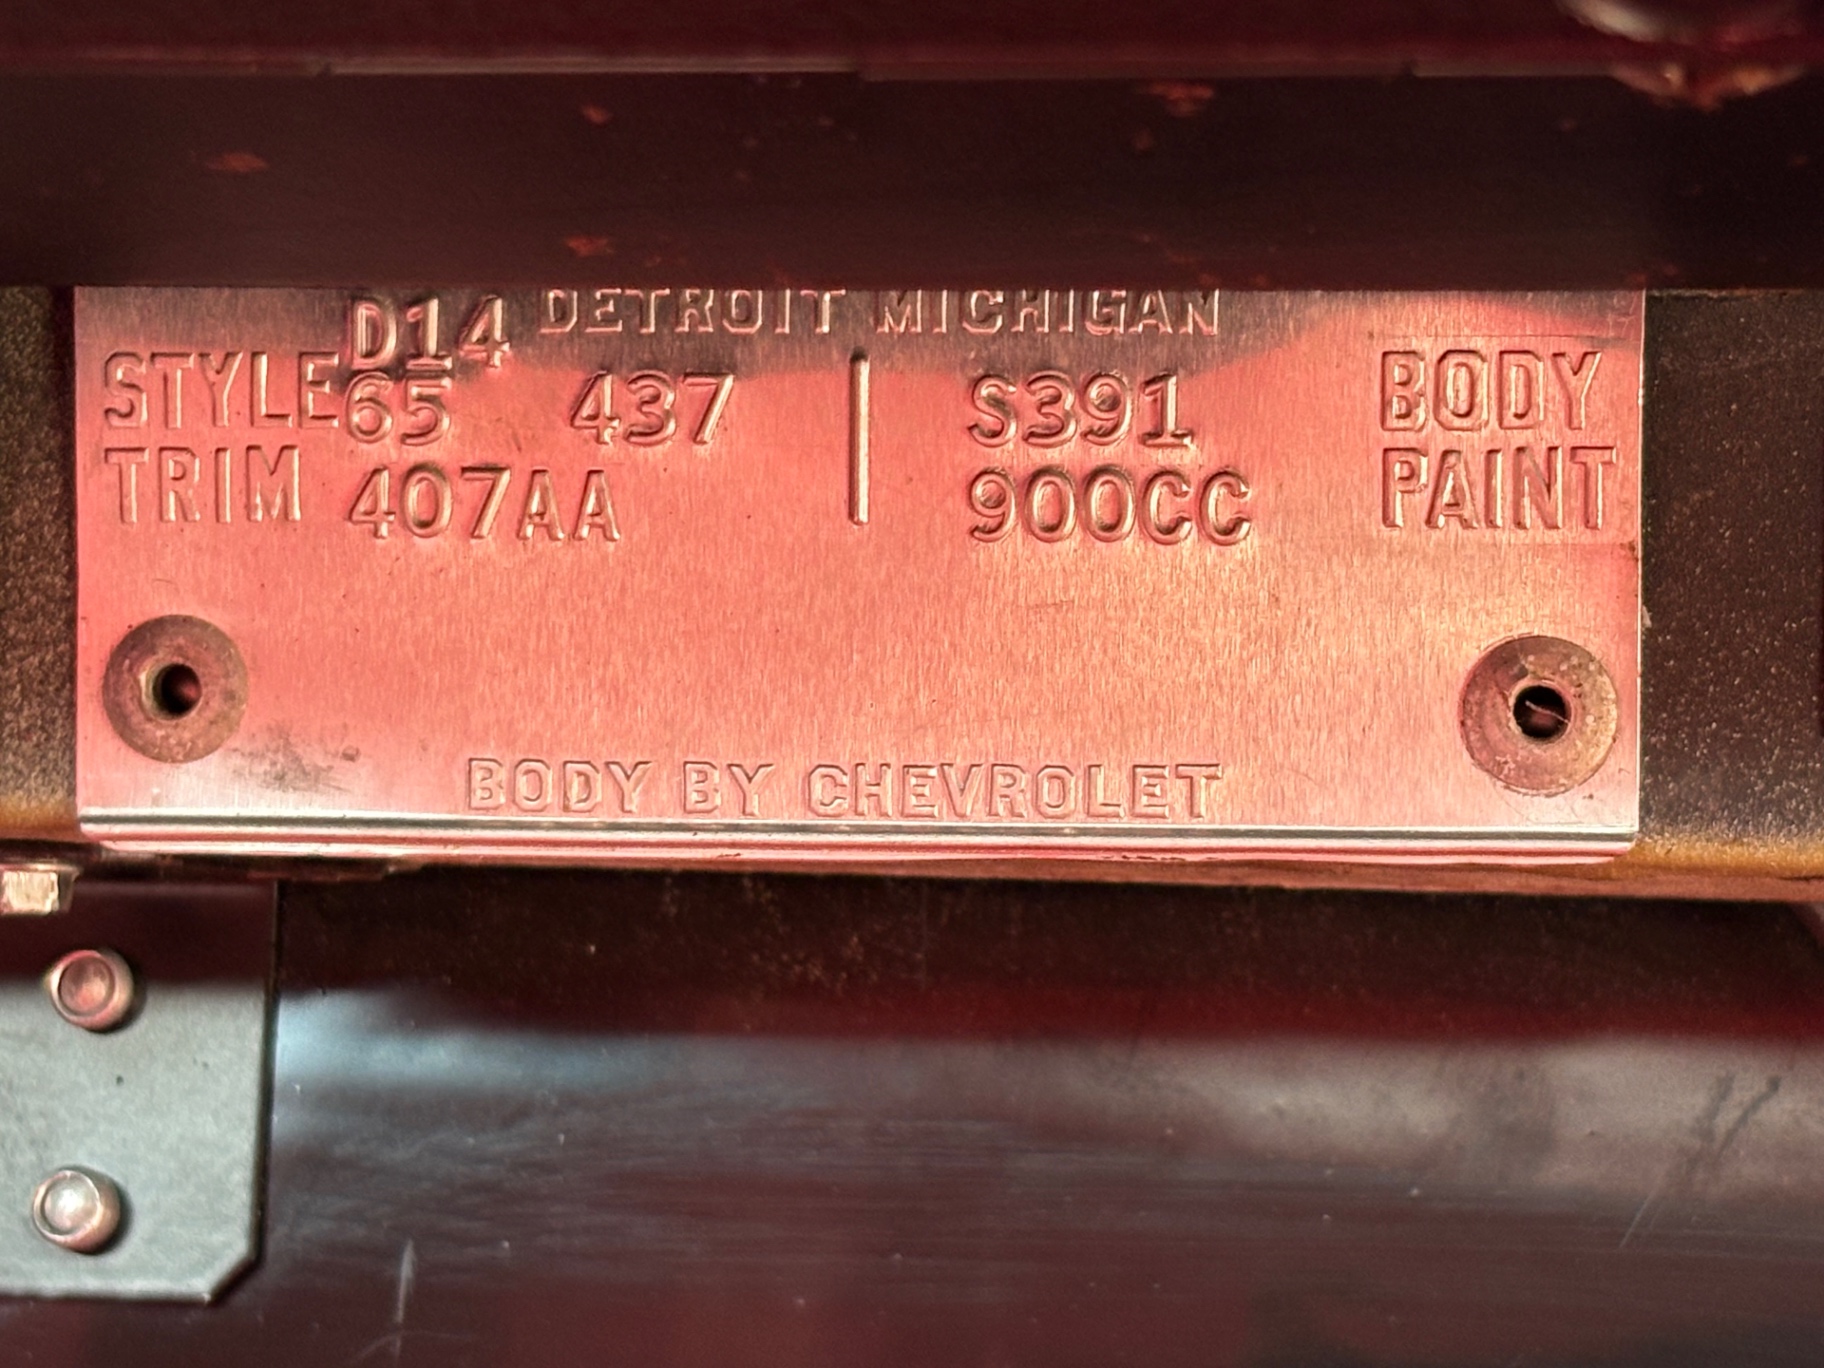 D14 DETROIT MICHIGAN
STYLE 65 437 S391 BODY
TRIM 407AA 900CC PAINT
BODY BY CHEVROLET